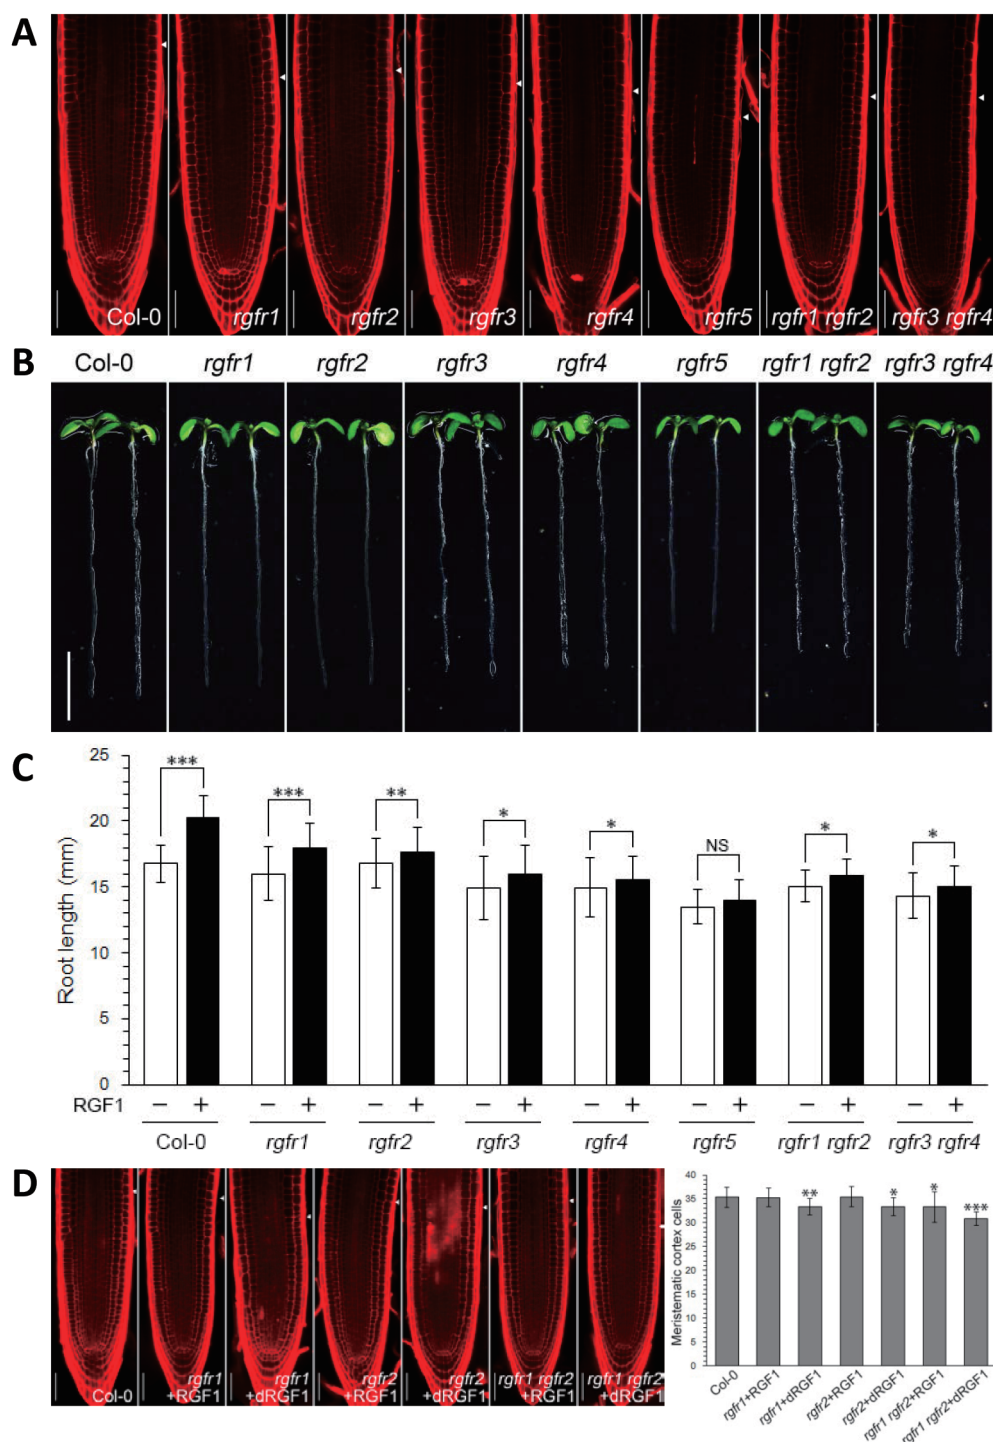 A
Col-0 rgfr1 rgfr2 rgfr3 rgfr4 rgfr5 rgfr1 rgfr2 rgfr3 rgfr4
B
Col-0 rgfr1 rgfr2 rgfr3 rgfr4 rgfr5 rgfr1 rgfr2 rgfr3 rgfr4
C
Root length (mm)
25
20
15
10
5
0
*** *** ** * * NS * *
RGF1 − + − + − + − + − + − + − + − +
Col-0 rgfr1 rgfr2 rgfr3 rgfr4 rgfr5 rgfr1 rgfr2 rgfr3 rgfr4
D
Col-0
rgfr1
+RGF1
rgfr1
+dRGF1
rgfr2
+RGF1
rgfr2
+dRGF1
rgfr1 rgfr2
+RGF1
rgfr1 rgfr2
+dRGF1
Meristematic cortex cells
40
35
30
25
20
15
10
5
0
** * * ***
Col-0
rgfr1+RGF1
rgfr1+dRGF1
rgfr2+RGF1
rgfr2+dRGF1
rgfr1 rgfr2+RGF1
rgfr1 rgfr2+dRGF1